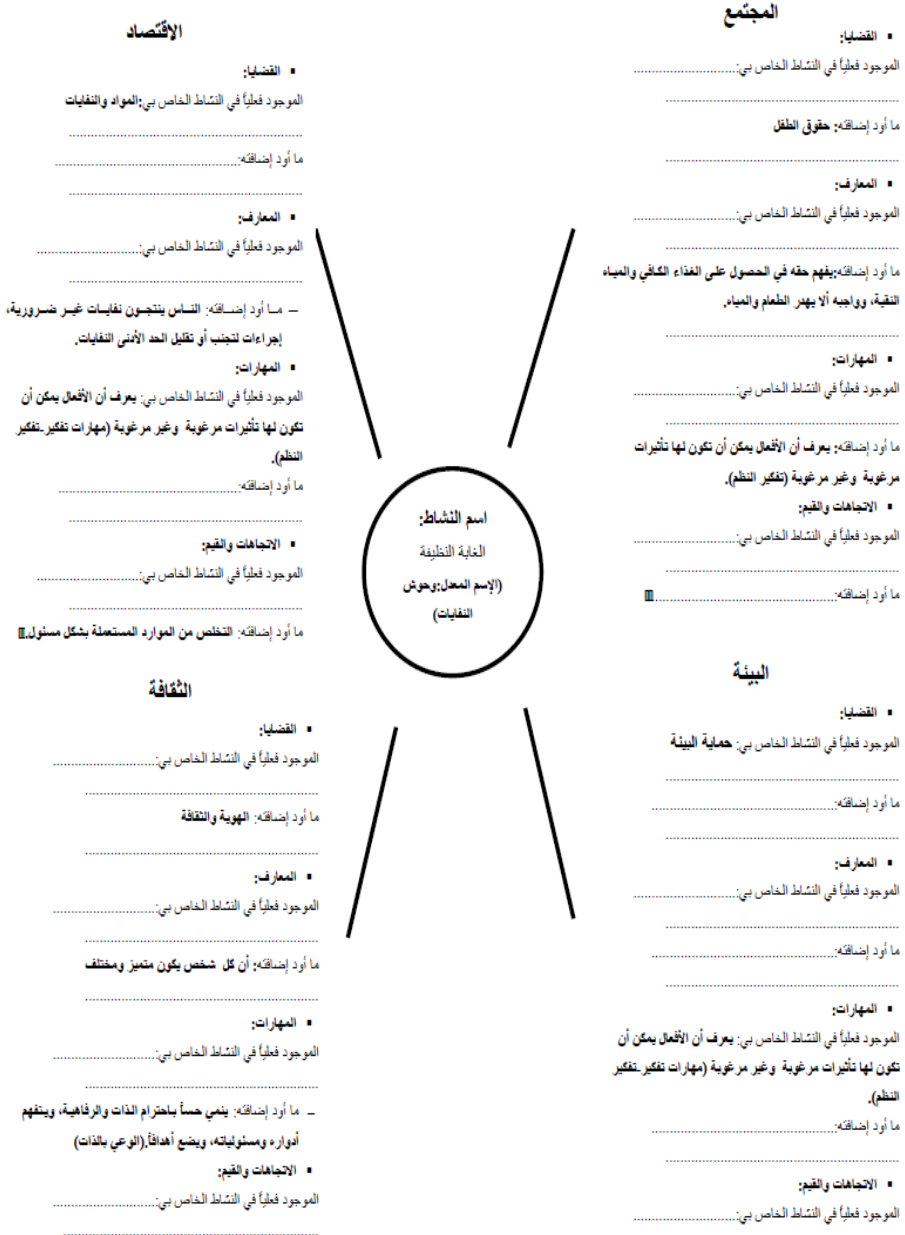 المجتمع
▪ القضايا:
الموجود فعلياً في النشاط الخاص بي:............................
................................................................
ما أود إضافته: حقوق الطفل
................................................................
▪ المعارف:
الموجود فعلياً في النشاط الخاص بي:............................
................................................................
ما أود إضافته:يفهم حقه في الحصول على الغذاء الكافي والمياه
النقية، وواجبه ألا يهدر الطعام والمياه.
................................................................
▪ المهارات:
الموجود فعلياً في النشاط الخاص بي:............................
................................................................
ما أود إضافته: يعرف أن الأفعال يمكن أن تكون لها تأثيرات
مرغوبة وغير مرغوبة (تفكير النظم).
▪ الاتجاهات والقيم:
الموجود فعلياً في النشاط الخاص بي:............................
................................................................
ما أود إضافته:..................................................
الاقتصاد
▪ القضايا:
الموجود فعلياً في النشاط الخاص بي:المواد والنفايات
................................................................
ما أود إضافته:..................................................
................................................................
▪ المعارف:
الموجود فعلياً في النشاط الخاص بي:............................
................................................................
– ما أود إضافته: الناس ينتجون نفايات غير ضرورية،
إجراءات لتجنب أو تقليل الحد الأدنى النفايات.
▪ المهارات:
الموجود فعلياً في النشاط الخاص بي: يعرف أن الأفعال يمكن أن
تكون لها تأثيرات مرغوبة وغير مرغوبة (مهارات تفكير-تفكير
النظم).
ما أود إضافته:..................................................
................................................................
▪ الاتجاهات والقيم:
الموجود فعلياً في النشاط الخاص بي:............................
................................................................
ما أود إضافته: التخلص من الموارد المستعملة بشكل مسئول.
اسم النشاط:
الغابة النظيفة
(الإسم المعدل:وحوش
النفايات)
البيئة
▪ القضايا:
الموجود فعلياً في النشاط الخاص بي: حماية البيئة
................................................................
ما أود إضافته:..................................................
................................................................
▪ المعارف:
الموجود فعلياً في النشاط الخاص بي:............................
................................................................
ما أود إضافته:..................................................
................................................................
▪ المهارات:
الموجود فعلياً في النشاط الخاص بي: يعرف أن الأفعال يمكن أن
تكون لها تأثيرات مرغوبة وغير مرغوبة (مهارات تفكير-تفكير
النظم).
ما أود إضافته:..................................................
................................................................
▪ الاتجاهات والقيم:
الموجود فعلياً في النشاط الخاص بي:............................
الثقافة
▪ القضايا:
الموجود فعلياً في النشاط الخاص بي:............................
................................................................
ما أود إضافته: الهوية والثقافة
................................................................
▪ المعارف:
الموجود فعلياً في النشاط الخاص بي:............................
................................................................
ما أود إضافته: أن كل شخص يكون متميز ومختلف
................................................................
▪ المهارات:
الموجود فعلياً في النشاط الخاص بي:............................
................................................................
– ما أود إضافته: ينمي حساً باحترام الذات والرفاهية، ويتفهم
أدواره ومسئولياته، ويضع أهدافاً.(الوعي بالذات)
▪ الاتجاهات والقيم:
الموجود فعلياً في النشاط الخاص بي:............................
................................................................